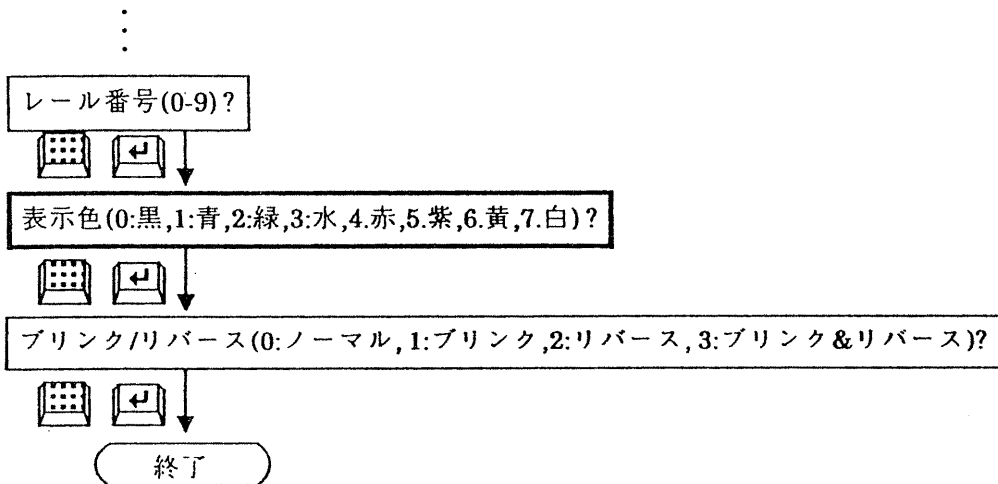 レール番号(0-9)?
表示色(0:黒,1:青,2:緑,3:水,4.赤,5.紫,6.黄,7.白)?
ブリンク/リバース(0:ノーマル,1:ブリンク,2:リバース,3:ブリンク&リバース)?
終了